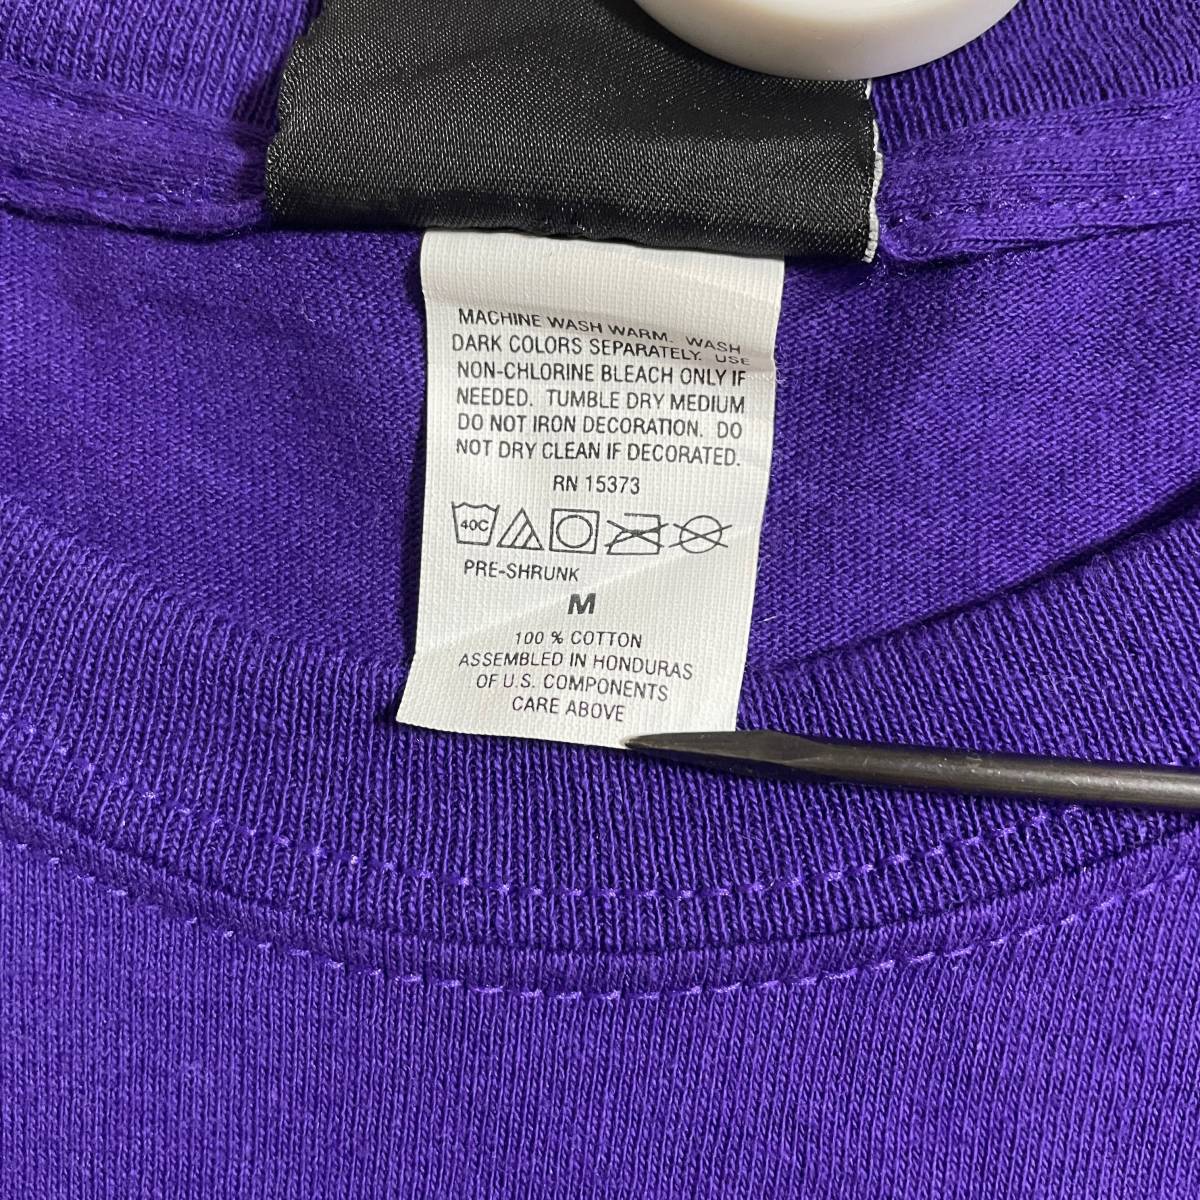 MACHINE WASH WARM. WASH
DARK COLORS SEPARATELY. USE
NON-CHLORINE BLEACH ONLY IF
NEEDED. TUMBLE DRY MEDIUM
DO NOT IRON DECORATION. DO
NOT DRY CLEAN IF DECORATED.
RN 15373
40C
PRE-SHRUNK
M
100 % COTTON
ASSEMBLED IN HONDURAS
OF U.S. COMPONENTS
CARE ABOVE